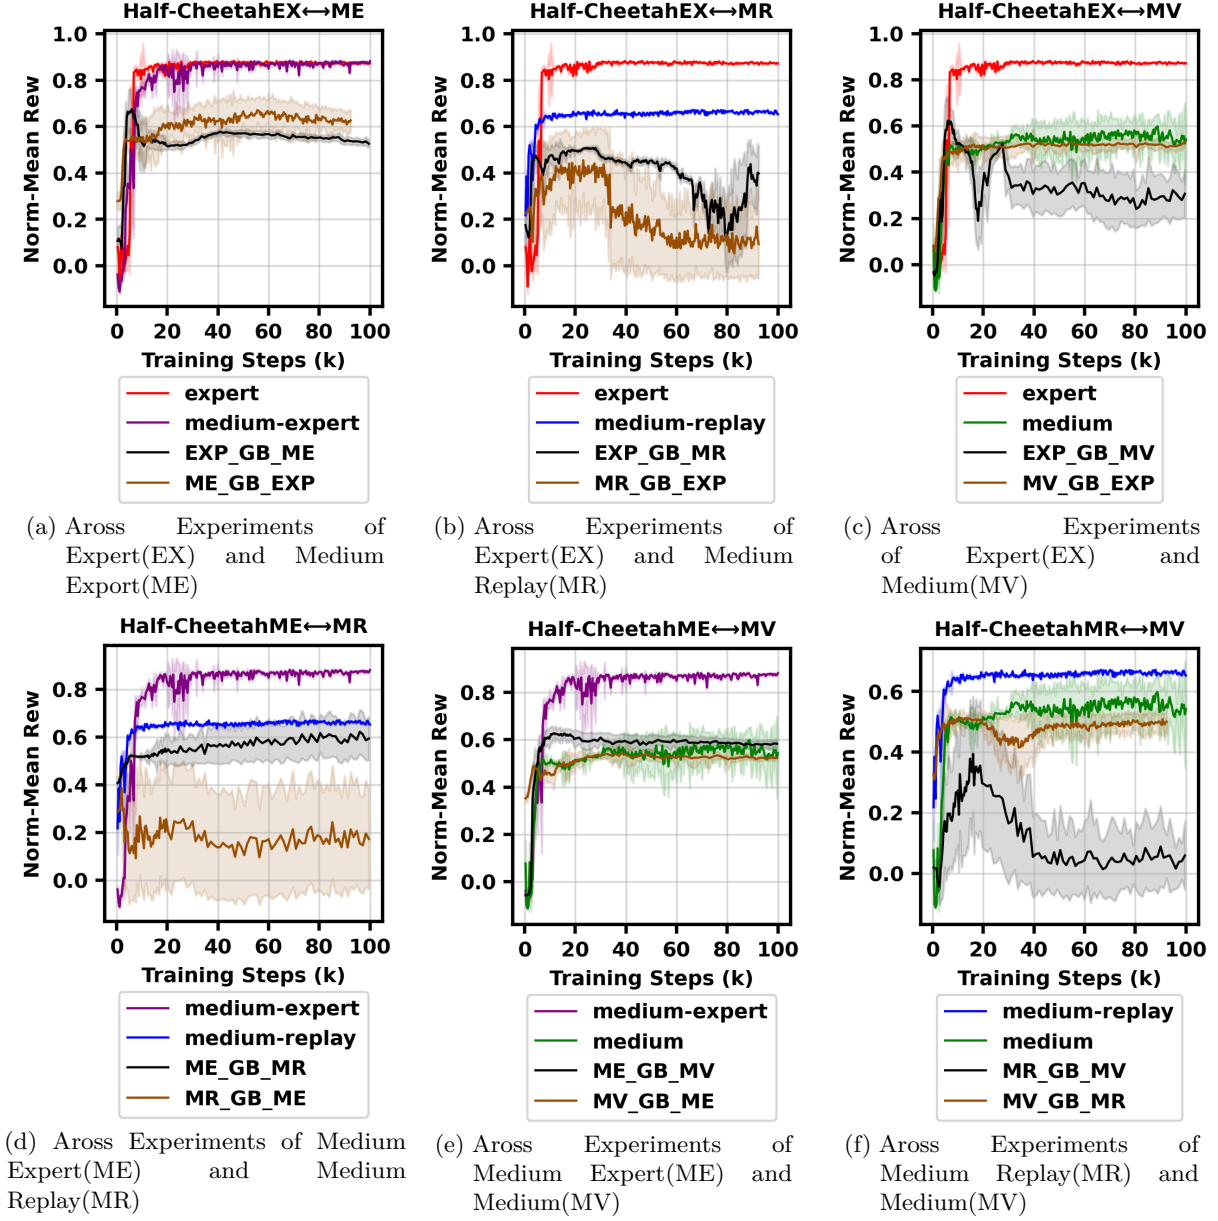 Half-CheetahEX⟷ME
Norm-Mean Rew
1.0
0.8
0.6
0.4
0.2
0.0
0 20 40 60 80 100
Training Steps (k)
expert
medium-expert
EXP_GB_ME
ME_GB_EXP
(a) Aross Experiments of
Expert(EX) and Medium
Export(ME)
Half-CheetahEX⟷MR
Norm-Mean Rew
1.0
0.8
0.6
0.4
0.2
0.0
0 20 40 60 80 100
Training Steps (k)
expert
medium-replay
EXP_GB_MR
MR_GB_EXP
(b) Aross Experiments of
Expert(EX) and Medium
Replay(MR)
Half-CheetahEX⟷MV
Norm-Mean Rew
1.0
0.8
0.6
0.4
0.2
0.0
0 20 40 60 80 100
Training Steps (k)
expert
medium
EXP_GB_MV
MV_GB_EXP
(c) Aross Experiments
of Expert(EX) and
Medium(MV)
Half-CheetahME⟷MR
Norm-Mean Rew
0.8
0.6
0.4
0.2
0.0
0 20 40 60 80 100
Training Steps (k)
medium-expert
medium-replay
ME_GB_MR
MR_GB_ME
(d) Aross Experiments of Medium
Expert(ME) and Medium
Replay(MR)
Half-CheetahME⟷MV
Norm-Mean Rew
0.8
0.6
0.4
0.2
0.0
0 20 40 60 80 100
Training Steps (k)
medium-expert
medium
ME_GB_MV
MV_GB_ME
(e) Aross Experiments of
Medium Expert(ME) and
Medium(MV)
Half-CheetahMR⟷MV
Norm-Mean Rew
0.6
0.4
0.2
0.0
0 20 40 60 80 100
Training Steps (k)
medium-replay
medium
MR_GB_MV
MV_GB_MR
(f) Aross Experiments of
Medium Replay(MR) and
Medium(MV)